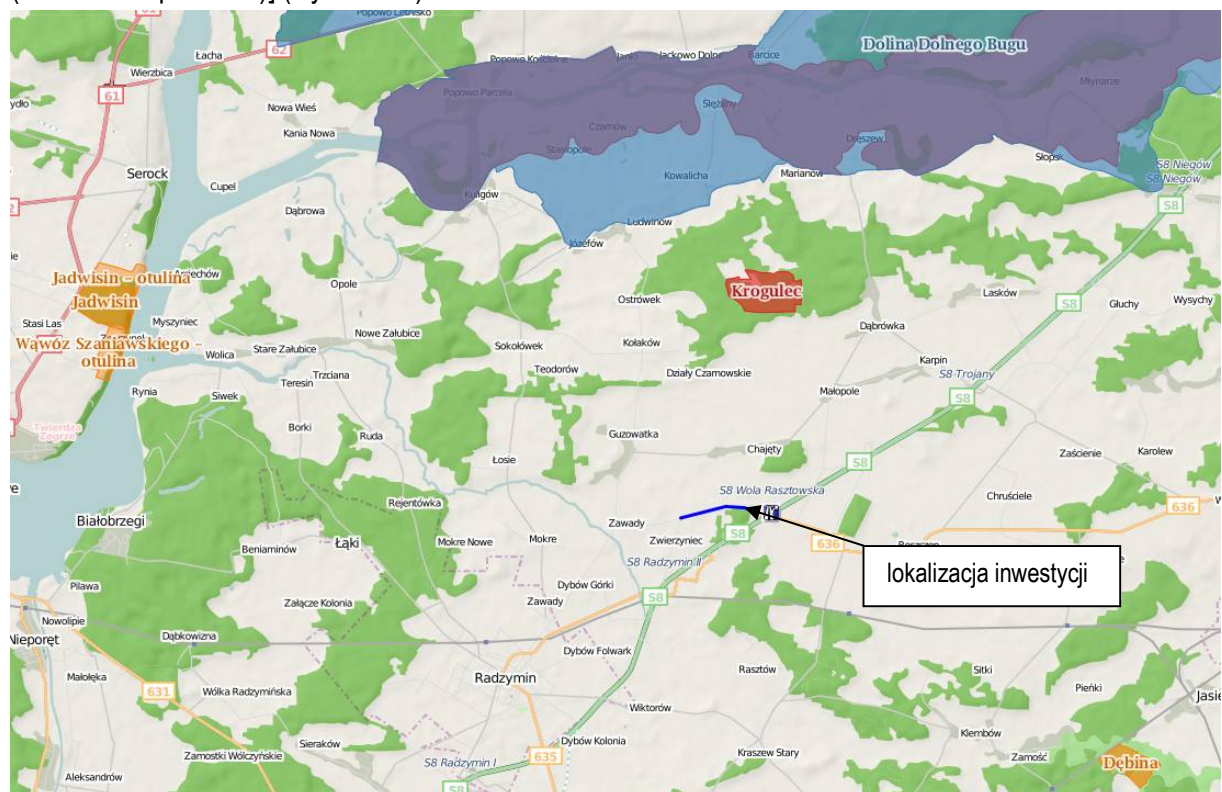 Popowo Letnisko
61
62
Łacha
Wierzbica
61
Popowo Kościelne
Janki
Jackowo Dolne
Barcice
Dolina Dolnego Bugu
Młynarze
Popowo Parcela
Nowa Wieś
Kania Nowa
Ślężany
Czarnów
Stasiopole
Dręszew
Słopsk
S8 Niegów
S8 Niegów
Serock
Cupel
Kowalicha
Marianów
Kuligów
S8
Dąbrowa
Ludwinów
Józefów
Jadwisin – otulina
Arciechów
Jadwisin
Opole
Krogulec
Ostrówek
Lasków
S8
Głuchy
Wysychy
Stasi Las
Myszyniec
Nowe Załubice
Dąbrówka
Wąwóz Szaniawskiego –
otulina
Wolica
Stare Załubice
Sokołówek
Kołaków
Karpin
Trzciana
Teodorów
Działy Czarnowskie
S8 Trojany
Rynia
Siwek
Teresin
Małopole
S8
Twierdza
Zegrze
Borki
Ruda
Guzowatka
Chajęty
Zaścienie
Karolew
Łosie
S8
S8 Wola Rasztowska
Chruściele
Rejentówka
636
Białobrzegi
Zawady
Łąki
Mokre Nowe
Mokre
Zwierzyniec
S8
636
Beniaminów
S8 Radzymin II
lokalizacja inwestycji
Pilawa
Dybów Górki
S8
Załącze Kolonia
Zawady
Nowolipie
Nieporęt
Dąbkowizna
Dybów Folwark
Małołęka
Radzymin
Rasztów
Sitki
Pieńki
631
Wólka Radzymińska
Wiktorów
Klembów
Sieraków
Dybów Kolonia
Zamostki Wólczyńskie
635
Kraszew Stary
Zamość
S8 Radzymin I
Dębina
Aleksandrów
S8